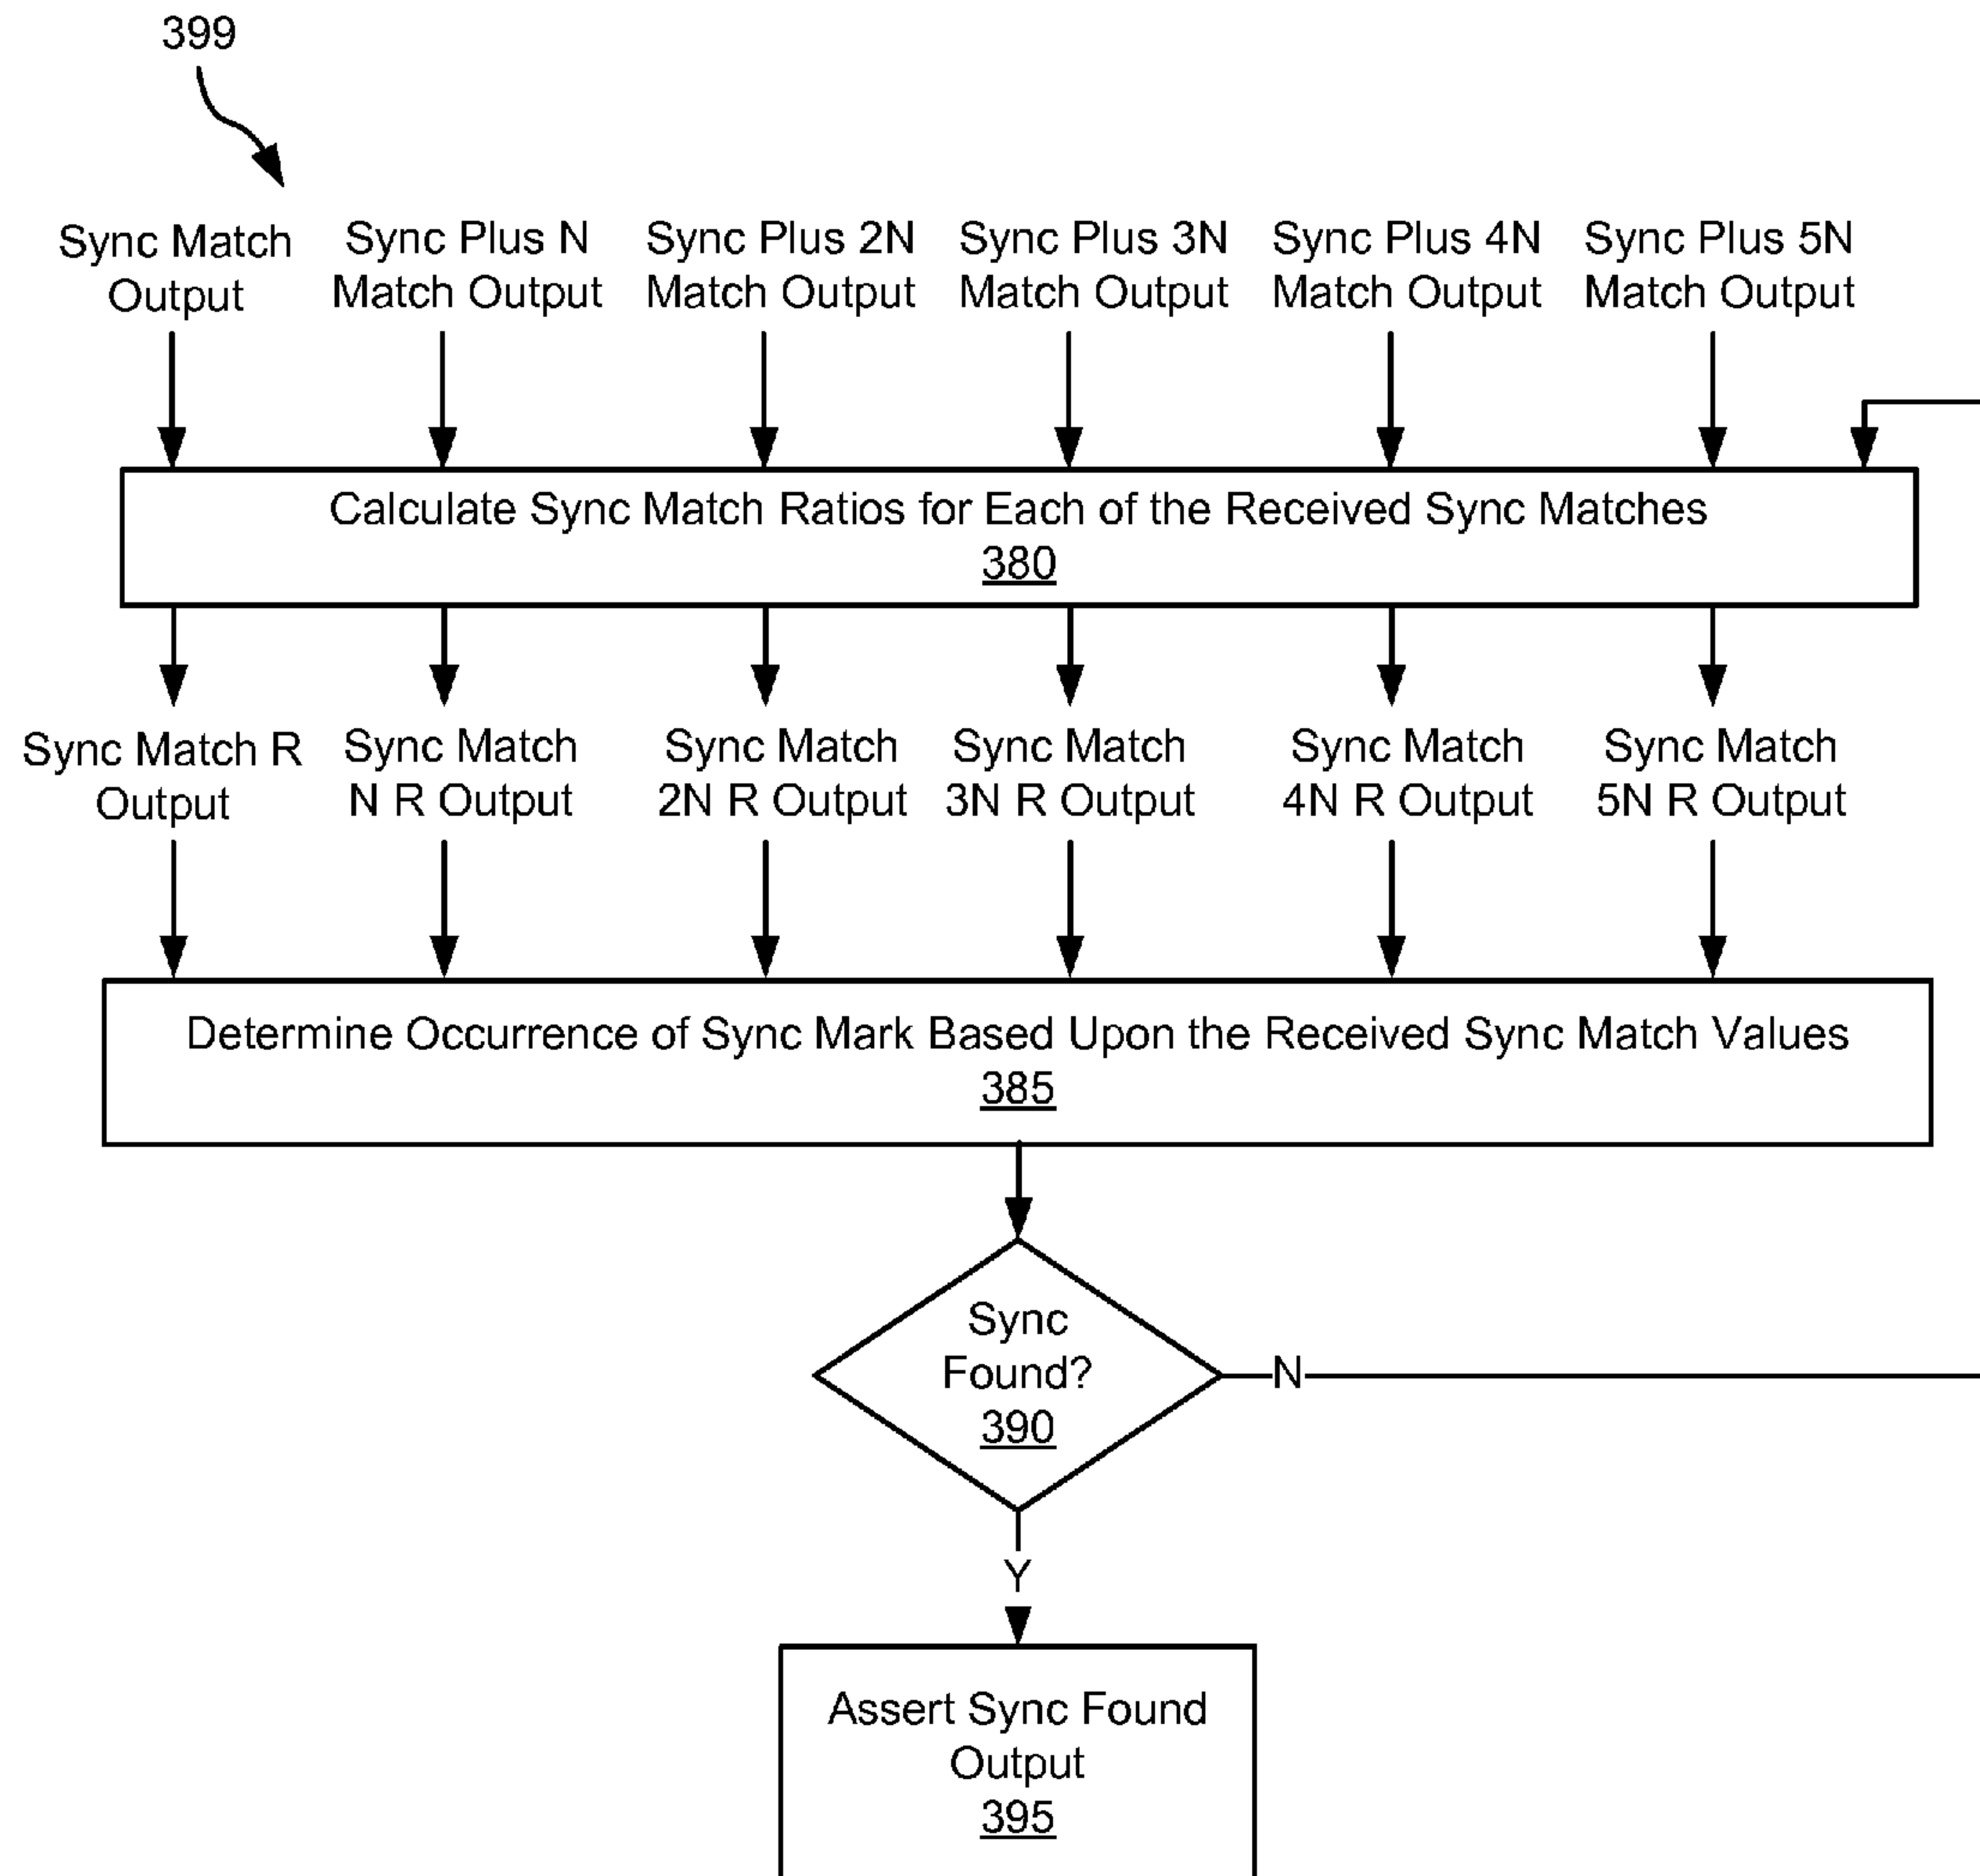 399
Sync Match
Output
Sync Plus N
Match Output
Sync Plus 2N
Match Output
Sync Plus 3N
Match Output
Sync Plus 4N
Match Output
Sync Plus 5N
Match Output
Calculate Sync Match Ratios for Each of the Received Sync Matches
380
Sync Match R
Output
Sync Match
N R Output
Sync Match
2N R Output
Sync Match
3N R Output
Sync Match
4N R Output
Sync Match
5N R Output
Determine Occurrence of Sync Mark Based Upon the Received Sync Match Values
385
Sync
Found?
390
N
Y
Assert Sync Found
Output
395